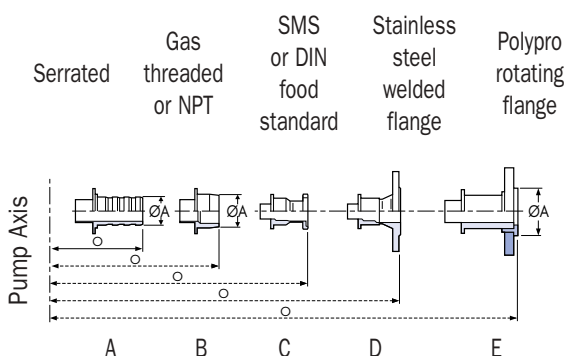 Serrated
Gas
threaded
or NPT
SMS
or DIN
food
standard
Stainless
steel
welded
flange
Polypro
rotating
flange
Pump Axis
ØA
ØA
ØA
O
O
O
O
O
A
B
C
D
E